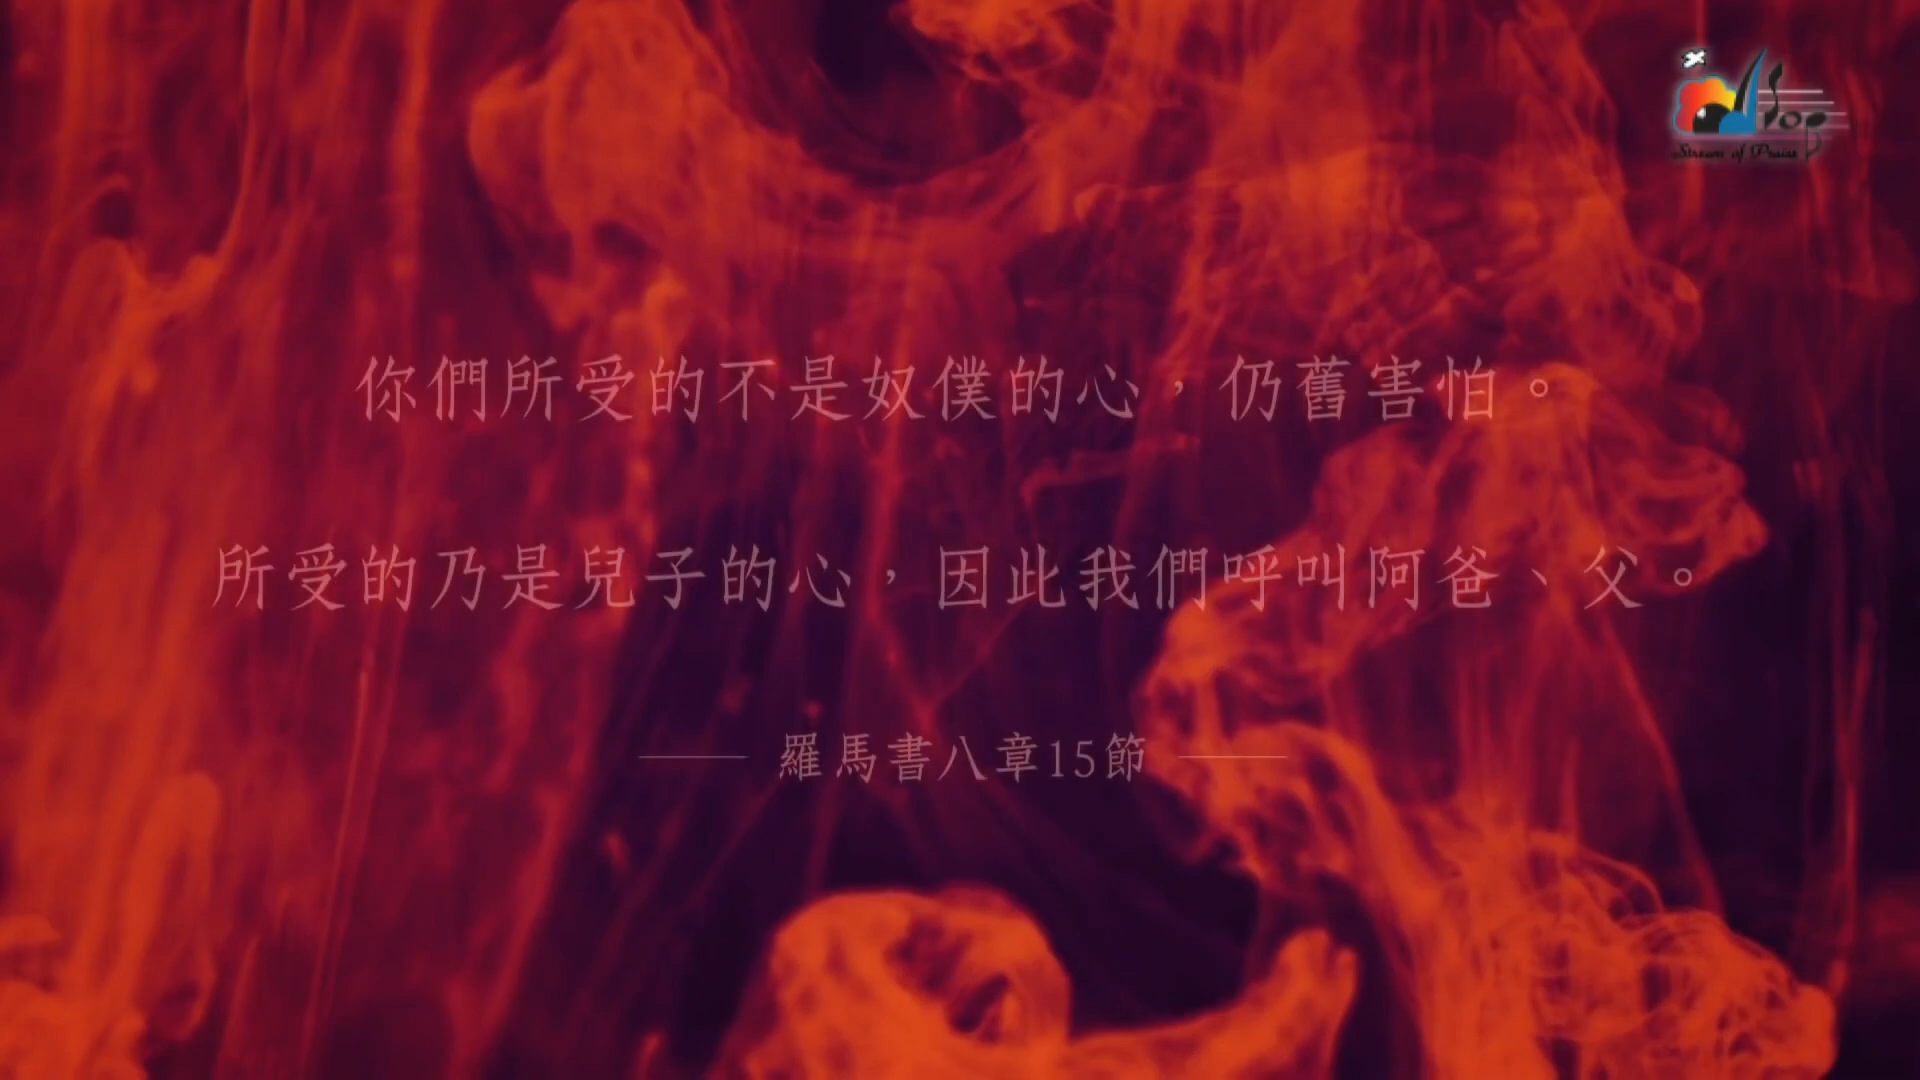 SOP
Stream of Praise
你們所受的不是奴僕的心，仍舊害怕。
所受的乃是兒子的心，因此我們呼叫阿爸、父。
羅馬書八章15節